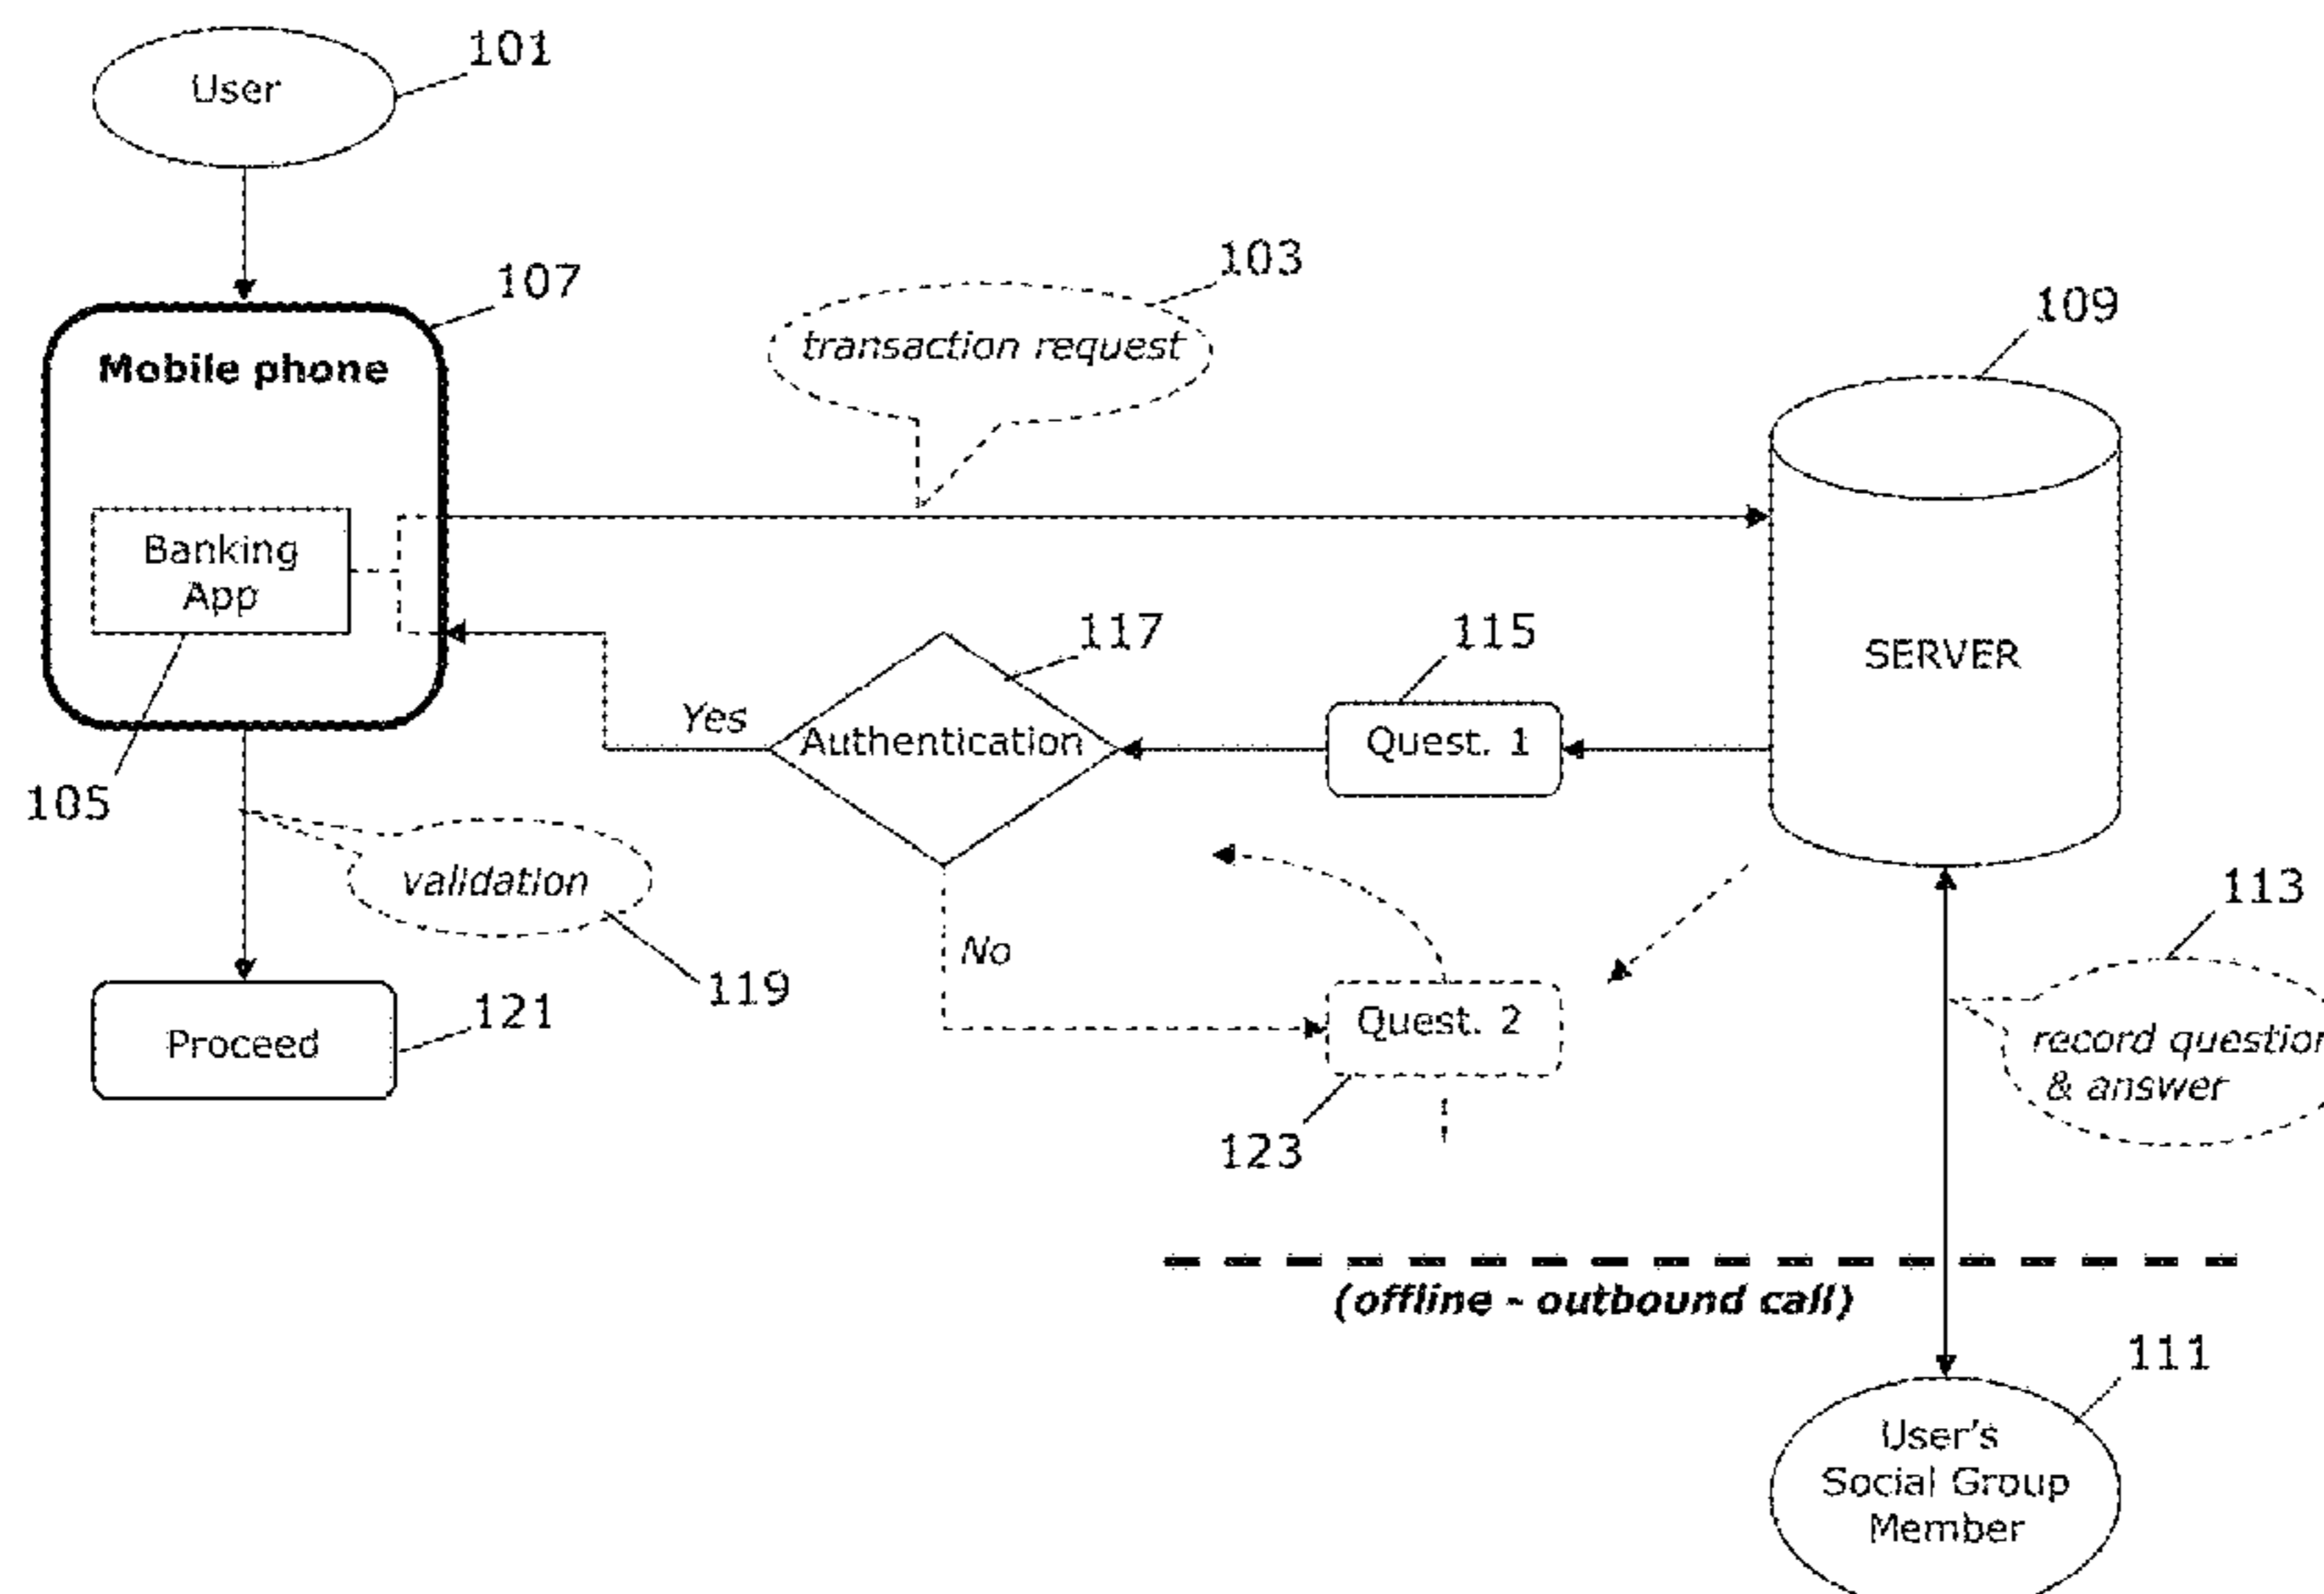 101
User
107
103
109
Mobile phone
transaction request
Banking
App
117
115
SERVER
Yes
Authentication
Quest. 1
105
validation
113
No
119
121
Quest. 2
Proceed
record question
& answer
123
(offline - outbound call)
111
User's
Social Group
Member